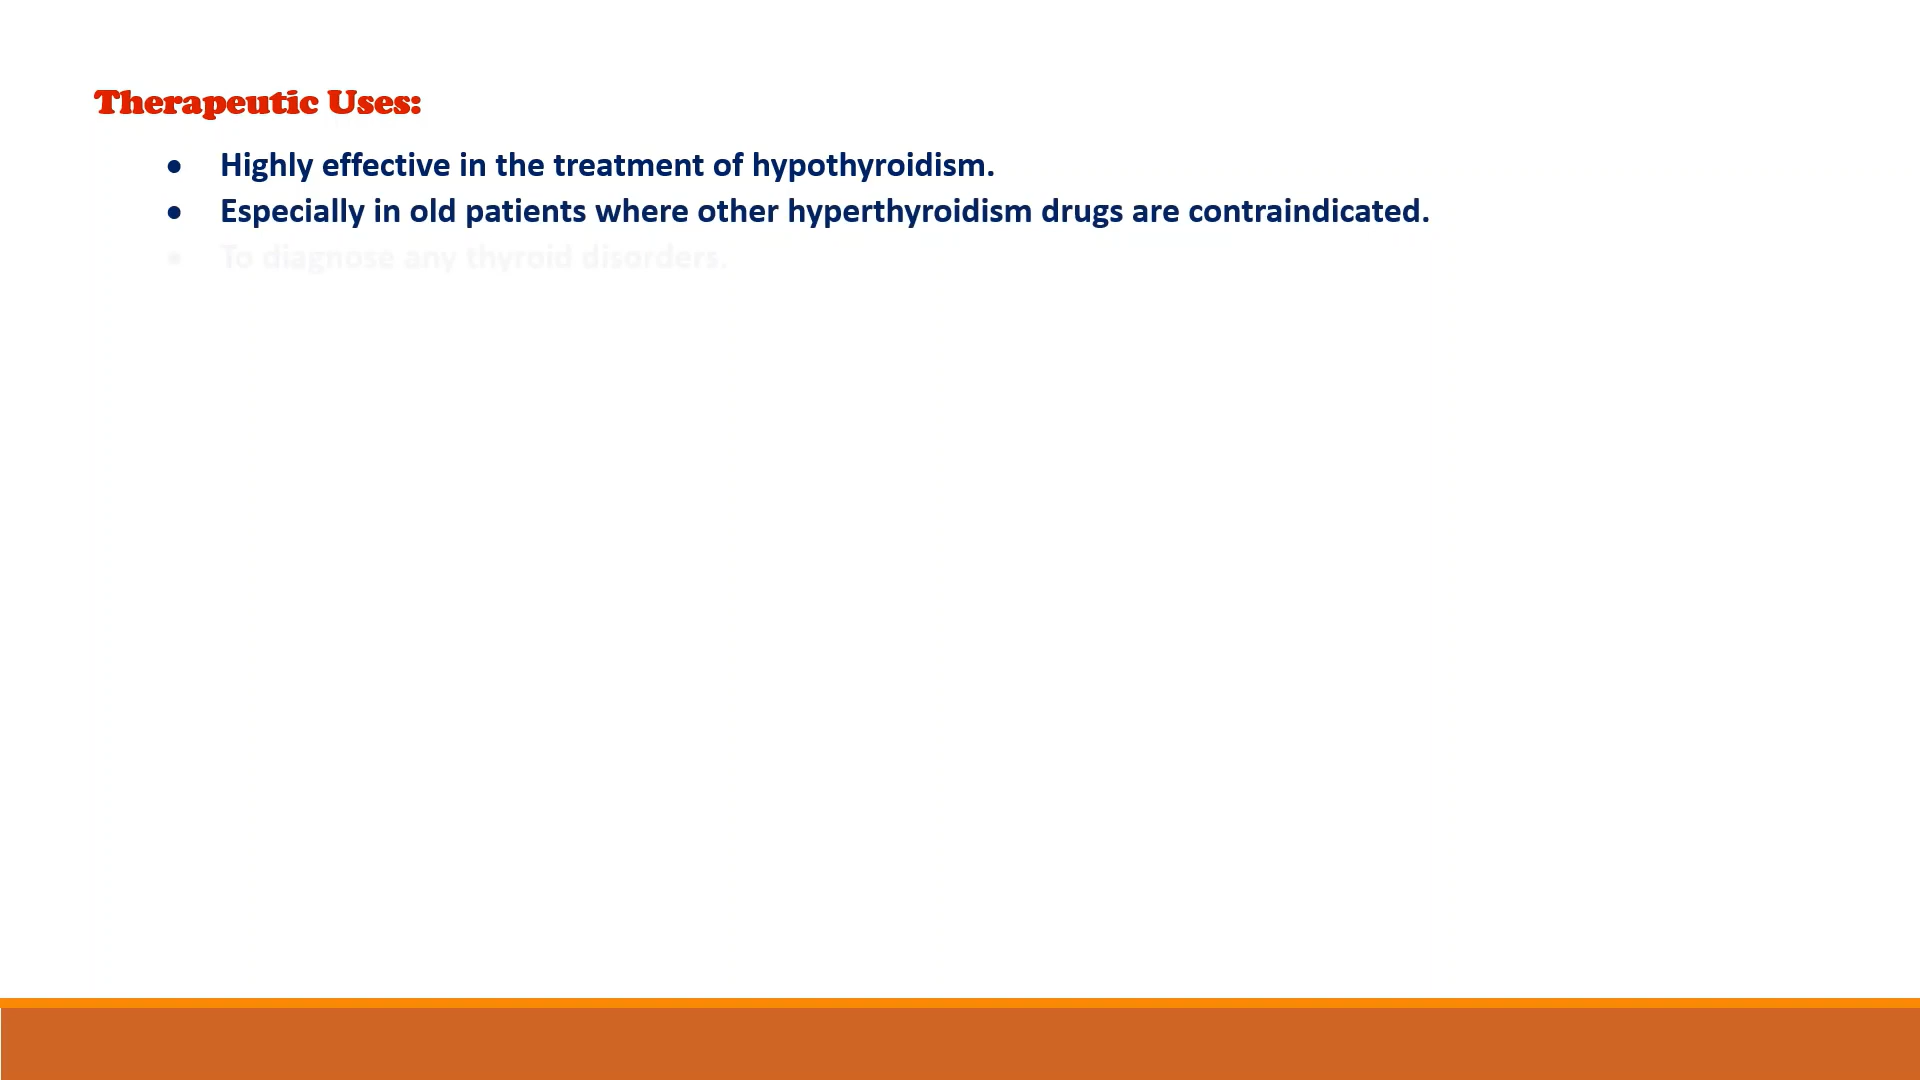 Therapeutic Uses:
● Highly effective in the treatment of hypothyroidism.
● Especially in old patients where other hyperthyroidism drugs are contraindicated.
● To diagnose any thyroid disorders.